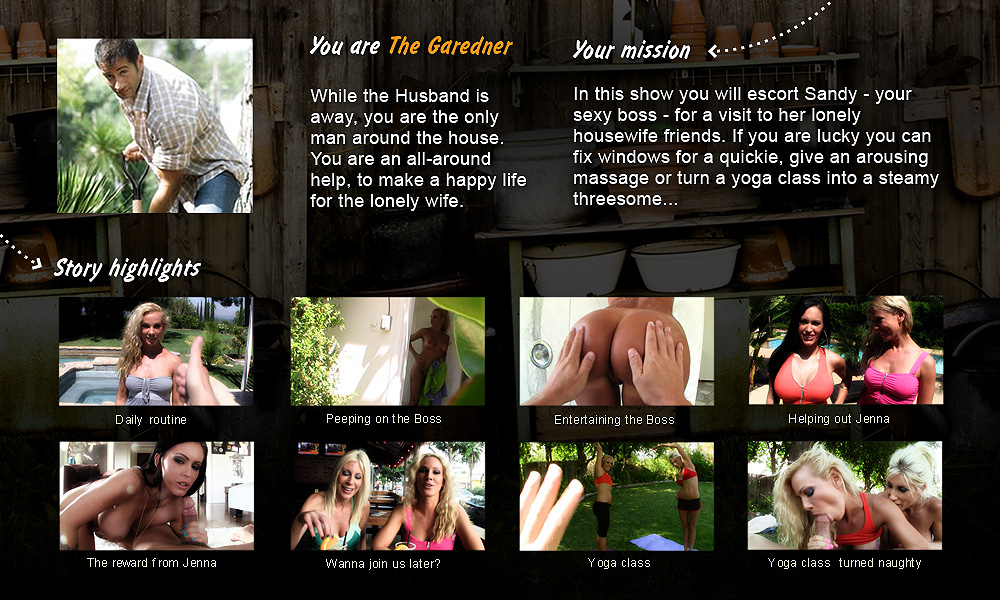 You are The Garedner
While the Husband is
away, you are the only
man around the house.
You are an all-around
help, to make a happy life
for the lonely wife.
Your mission
In this show you will escort Sandy - your
sexy boss - for a visit to her lonely
housewife friends. If you are lucky you can
fix windows for a quickie, give an arousing
massage or turn a yoga class into a steamy
threesome...
Story highlights
Daily routine
Peeping on the Boss
Entertaining the Boss
Helping out Jenna
The reward from Jenna
Wanna join us later?
Yoga class
Yoga class turned naughty